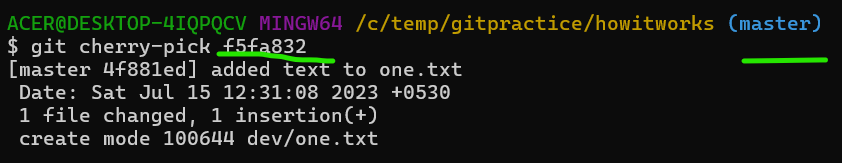 ACER@DESKTOP-4IQPQCV MINGW64 /c/temp/gitpractice/howitworks (master)
$ git cherry-pick f5fa832
[master 4f881ed] added text to one.txt
 Date: Sat Jul 15 12:31:08 2023 +0530
 1 file changed, 1 insertion(+)
 create mode 100644 dev/one.txt